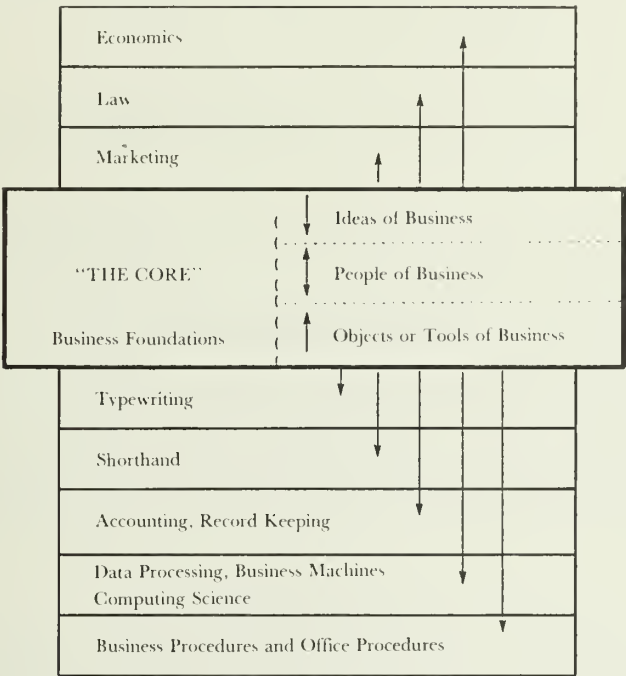 Economics
Law
Marketing
Ideas of Business
"THE CORE"
People of Business
Business Foundations
Objects or Tools of Business
Typewriting
Shorthand
Accounting, Record Keeping
Data Processing, Business Machines
Computing Science
Business Procedures and Office Procedures